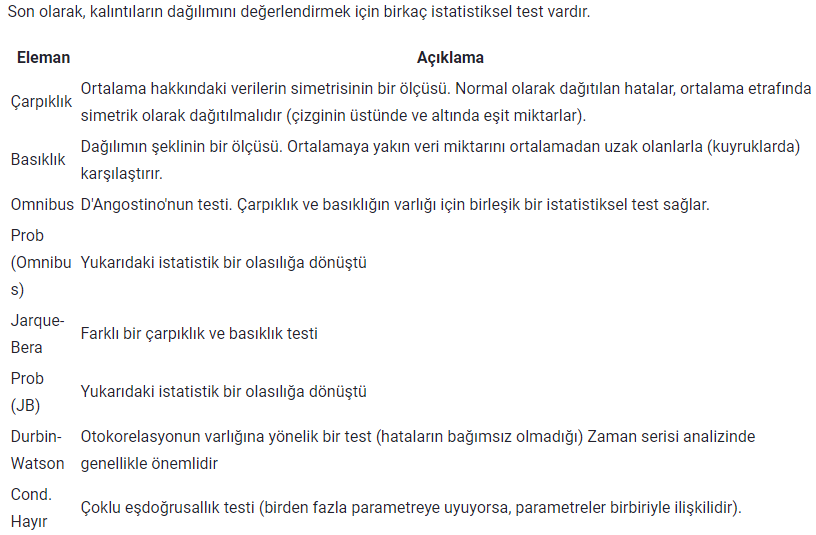 Son olarak, kalıntıların dağılımını değerlendirmek için birkaç istatistiksel test vardır.
Eleman Açıklama
Çarpıklık
Ortalama hakkındaki verilerin simetrisinin bir ölçüsü. Normal olarak dağıtılan hatalar, ortalama etrafında
simetrik olarak dağıtılmalıdır (çizginin üstünde ve altında eşit miktarlar).
Basıklık
Dağılımın şeklinin bir ölçüsü. Ortalamaya yakın veri miktarını ortalamadan uzak olanlarla (kuyruklarda)
karşılaştırır.
Omnibus D'Angostino'nun testi. Çarpıklık ve basıklığın varlığı için birleşik bir istatistiksel test sağlar.
Prob
(Omnibu
s)
Yukarıdaki istatistik bir olasılığa dönüştü
Jarque-
Bera
Farklı bir çarpıklık ve basıklık testi
Prob
(JB)
Yukarıdaki istatistik bir olasılığa dönüştü
Durbin-
Watson
Otokorelasyonun varlığına yönelik bir test (hataların bağımsız olmadığı) Zaman serisi analizinde
genellikle önemlidir
Cond.
Hayır
Çoklu eşdoğrusallık testi (birden fazla parametreye uyuyorsa, parametreler birbiriyle ilişkilidir).